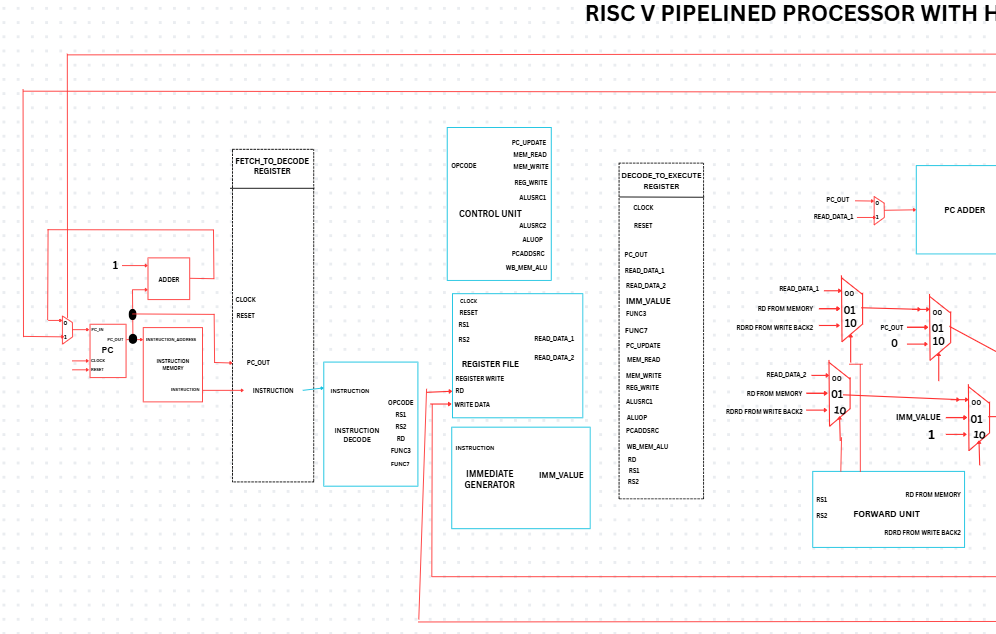 RISC V PIPELINED PROCESSOR WITH H
FETCH_TO_DECODE
REGISTER
CLOCK
RESET
PC_OUT
INSTRUCTION
1
ADDER
0
1
PC_IN
PC_OUT
PC
CLOCK
RESET
INSTRUCTION_ADDRESS
INSTRUCTION
MEMORY
INSTRUCTION
INSTRUCTION
OPCODE
RS1
RS2
INSTRUCTION
DECODE
RD
FUNC3
FUNC7
PC_UPDATE
MEM_READ
OPCODE
MEM_WRITE
REG_WRITE
ALUSRC1
CONTROL UNIT
ALUSRC2
ALUOP
PCADDSRC
WB_MEM_ALU
CLOCK
RESET
RS1
RS2
READ_DATA_1
READ_DATA_2
REGISTER FILE
REGISTER WRITE
RD
WRITE DATA
INSTRUCTION
IMMEDIATE
GENERATOR
IMM_VALUE
DECODE_TO_EXECUTE
REGISTER
CLOCK
RESET
PC_OUT
READ_DATA_1
READ_DATA_2
IMM_VALUE
FUNC3
FUNC7
PC_UPDATE
MEM_READ
MEM_WRITE
REG_WRITE
ALUSRC1
ALUOP
PCADDSRC
WB_MEM_ALU
RD
RS1
RS2
PC_OUT
READ_DATA_1
0
1
PC ADDER
READ_DATA_1
RD FROM MEMORY
RDRD FROM WRITE BACK2
00
01
10
PC_OUT
0
00
01
10
READ_DATA_2
RD FROM MEMORY
RDRD FROM WRITE BACK2
00
01
10
IMM_VALUE
1
00
01
10
RS1
RS2
RD FROM MEMORY
FORWARD UNIT
RDRD FROM WRITE BACK2